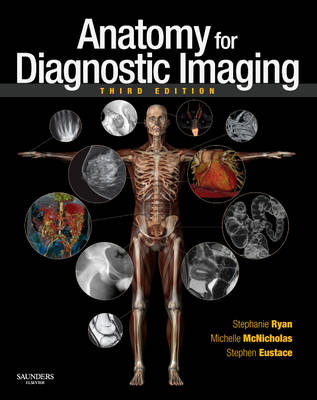 Anatomy for
Diagnostic Imaging
THIRD EDITION
Stephanie Ryan
Michelle McNicholas
Stephen Eustace
SAUNDERS
ELSEVIER